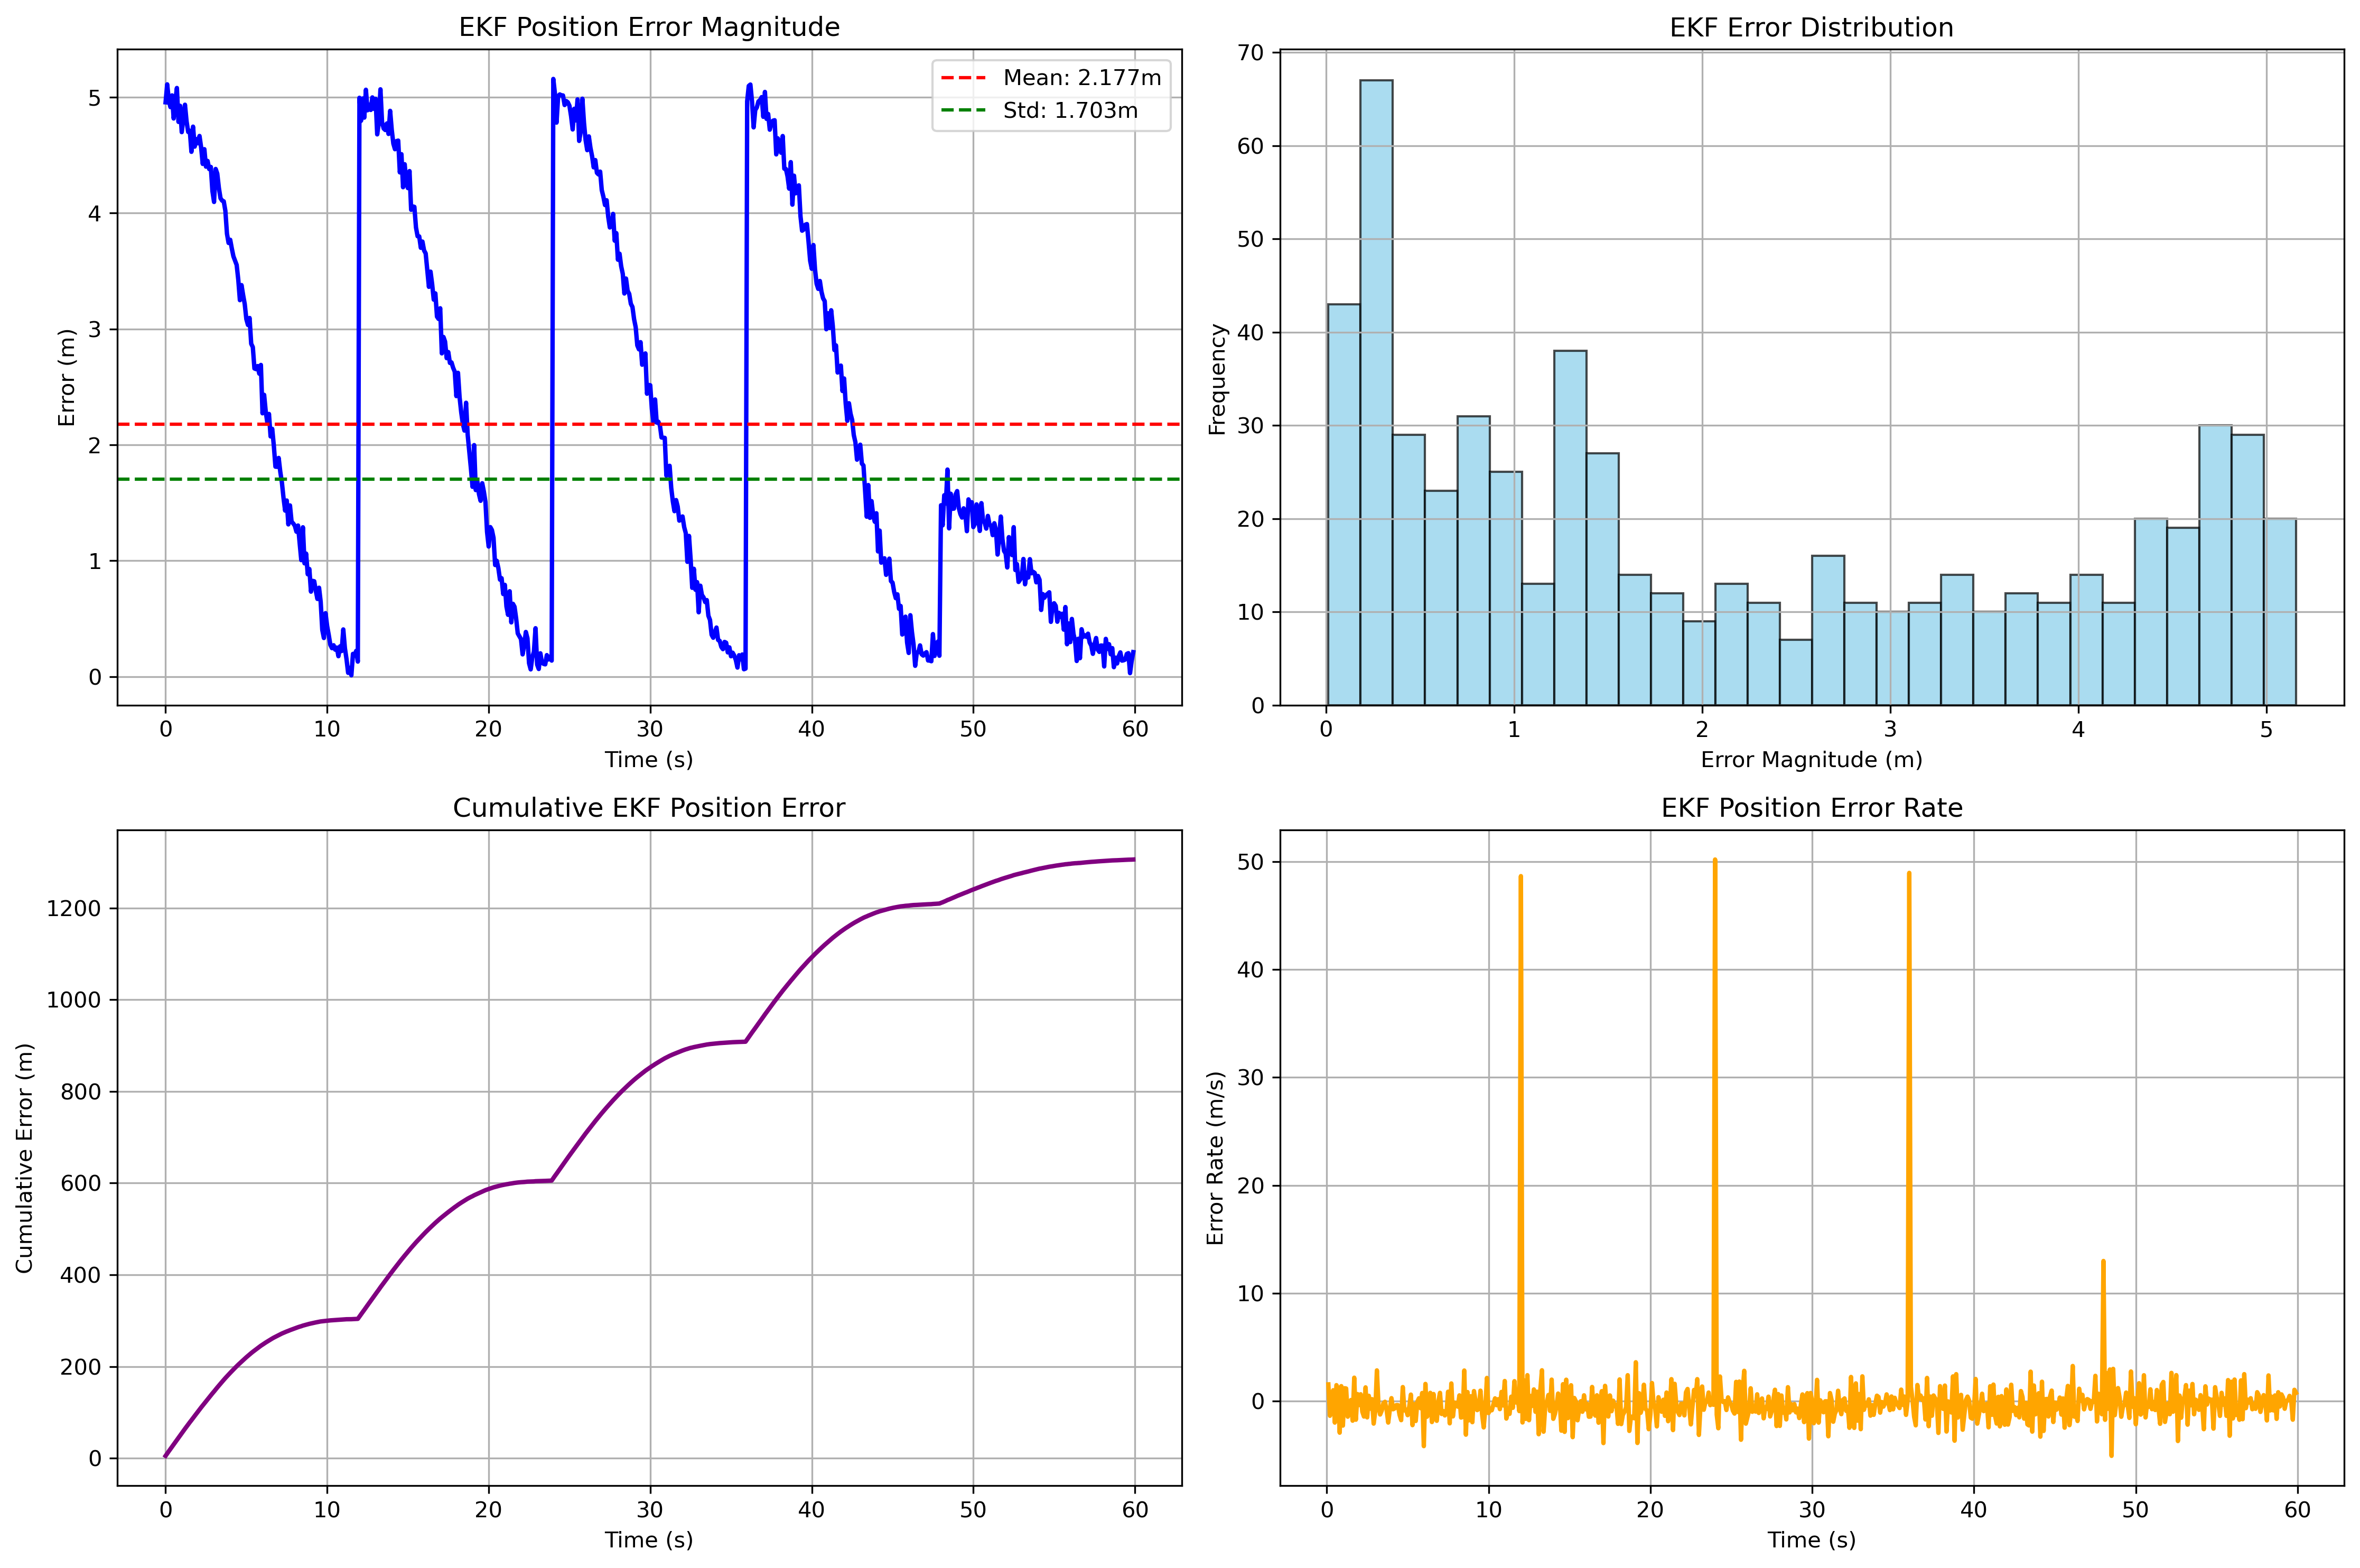 EKF Position Error Magnitude
Error (m)
5
4
3
2
1
0
Mean: 2.177m
Std: 1.703m
0 10 20 30 40 50 60
Time (s)
EKF Error Distribution
Frequency
70
60
50
40
30
20
10
0
0 1 2 3 4 5
Error Magnitude (m)
Cumulative EKF Position Error
Cumulative Error (m)
1200
1000
800
600
400
200
0
0 10 20 30 40 50 60
Time (s)
EKF Position Error Rate
Error Rate (m/s)
50
40
30
20
10
0
0 10 20 30 40 50 60
Time (s)